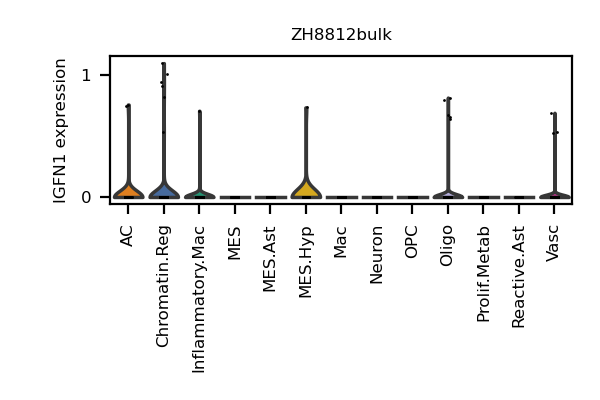 ZH8812bulk
IGFN1 expression
1
0
AC
Chromatin.Reg
Inflammatory.Mac
MES
MES.Ast
MES.Hyp
Mac
Neuron
OPC
Oligo
Prolif.Metab
Reactive.Ast
Vasc